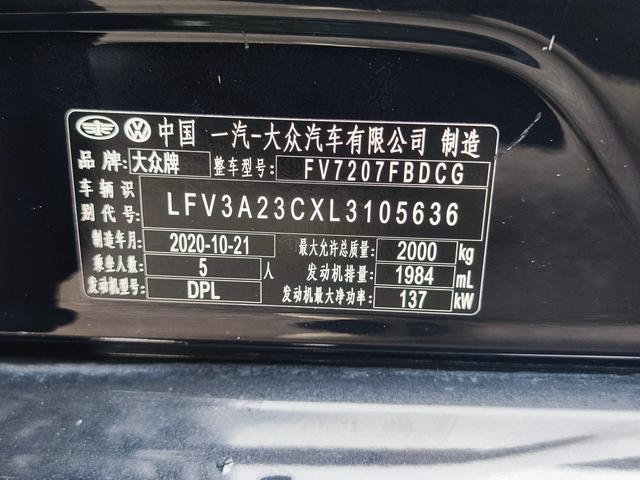 中国 一汽-大众汽车有限公司 制造
品牌: 大众牌 整车型号: FV7207FBDCG
车辆识别代号: LFV3A23CXL3105636
制造年月: 2020-10-21 最大允许总质量: 2000 kg
乘坐人数: 5 人 发动机排量: 1984 mL
发动机型号: DPL 发动机最大净功率: 137 kW